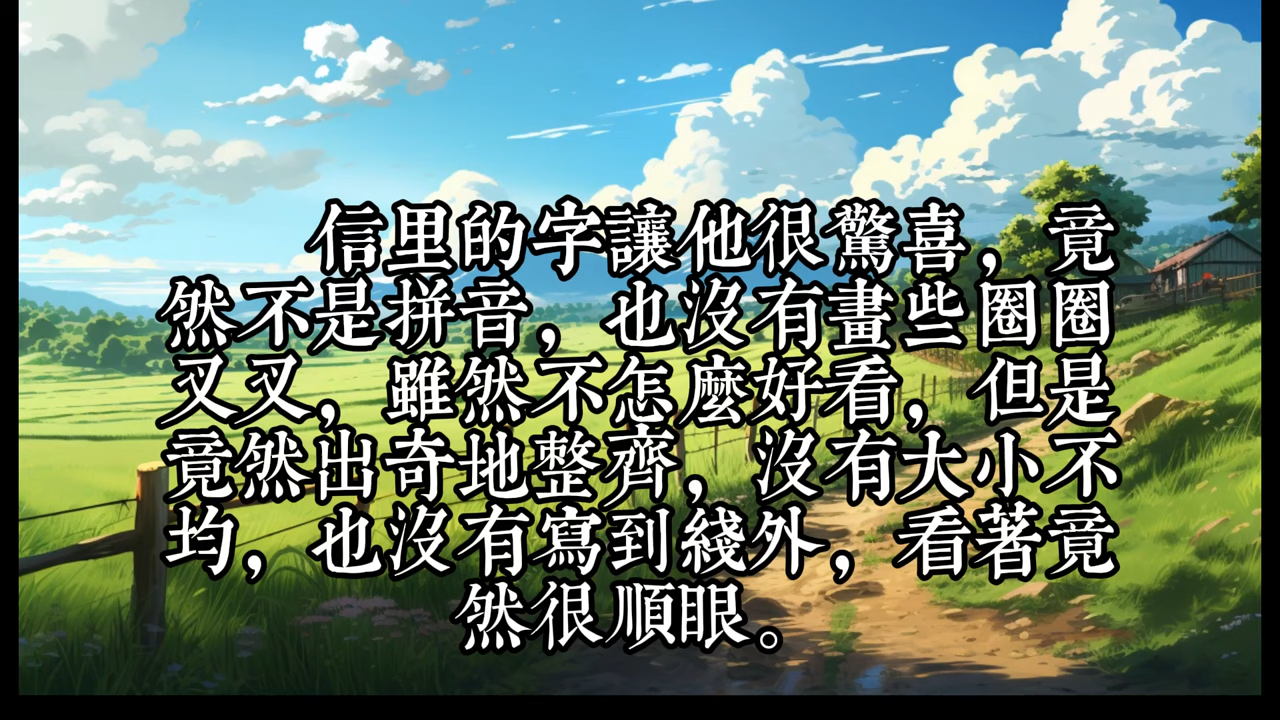 信里的字讓他很驚喜，竟
然不是拼音，也沒有畫些圈圈
叉叉，雖然不怎麼好看，但是
竟然出奇地整齊，沒有大小不
均，也沒有寫到綫外，看著竟
然很順眼。